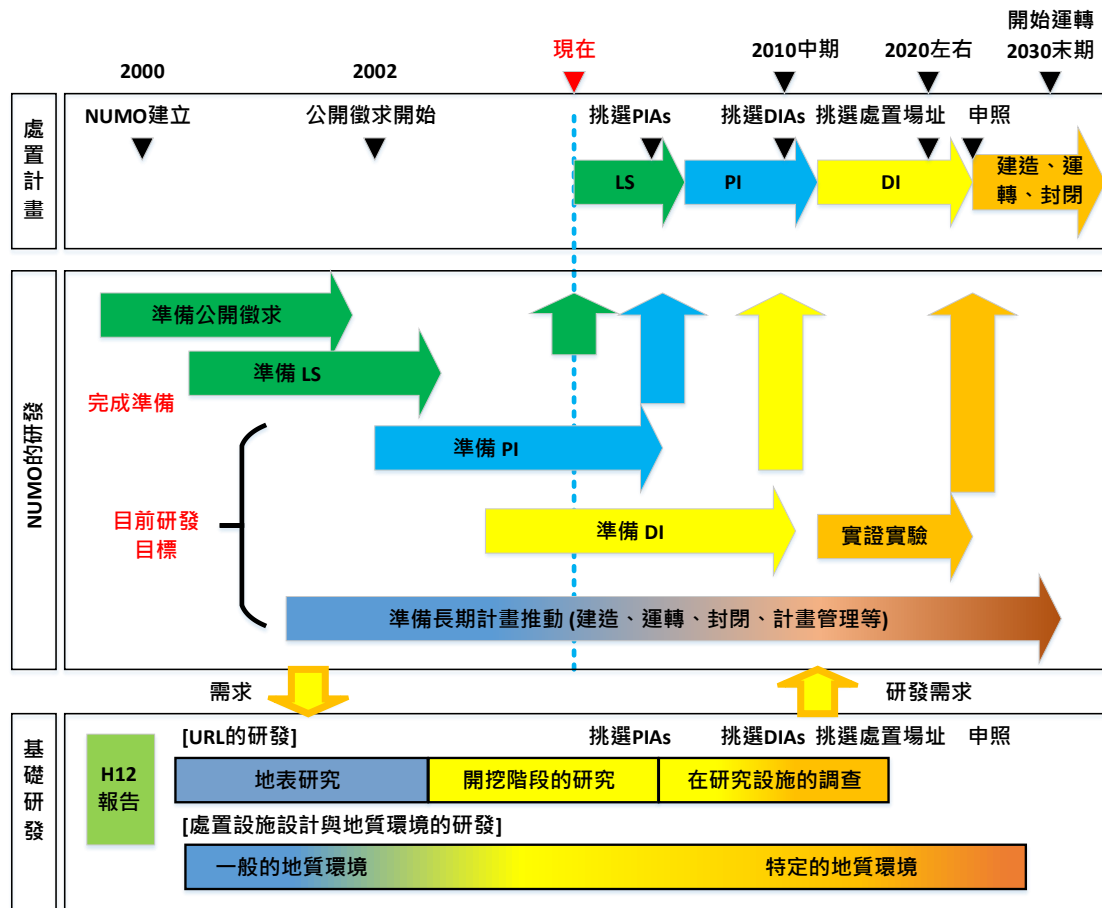 開始運轉
現在
2010中期
2020左右
2030末期
2000
2002
NUMO建立
公開徵求開始
挑選PIAs
挑選DIAs
挑選處置場址
申照
處置計畫
LS
PI
DI
建造、運
轉、封閉
NUMO的研發
準備公開徵求
準備 LS
完成準備
準備 PI
目前研發
目標
準備 DI
實證實驗
準備長期計畫推動 (建造、運轉、封閉、計畫管理等)
需求
研發需求
基礎研發
[URL的研發]
挑選PIAs
挑選DIAs
挑選處置場址
申照
H12
報告
地表研究
開挖階段的研究
在研究設施的調查
[處置設施設計與地质環境的研發]
一般的地質環境
特定的地質環境